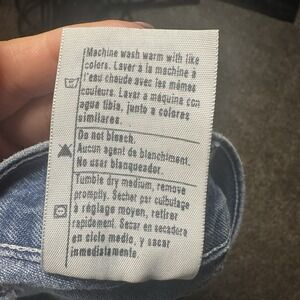 Machine wash warm with like
colors. Laver à la machine à
l'eau chaude avec les mêmes
couleurs. Lavar a maquina con
agua tibia, junto a colores
similares.
Do not bleach.
Aucun agent de blanchiment.
No usar blanqueador.
Tumble dry medium, remove
promptly. Sécher par culbutage
à réglage moyen, retirer
rapidement. Secar en secadora
en ciclo medio, y sacar
inmediatamente.